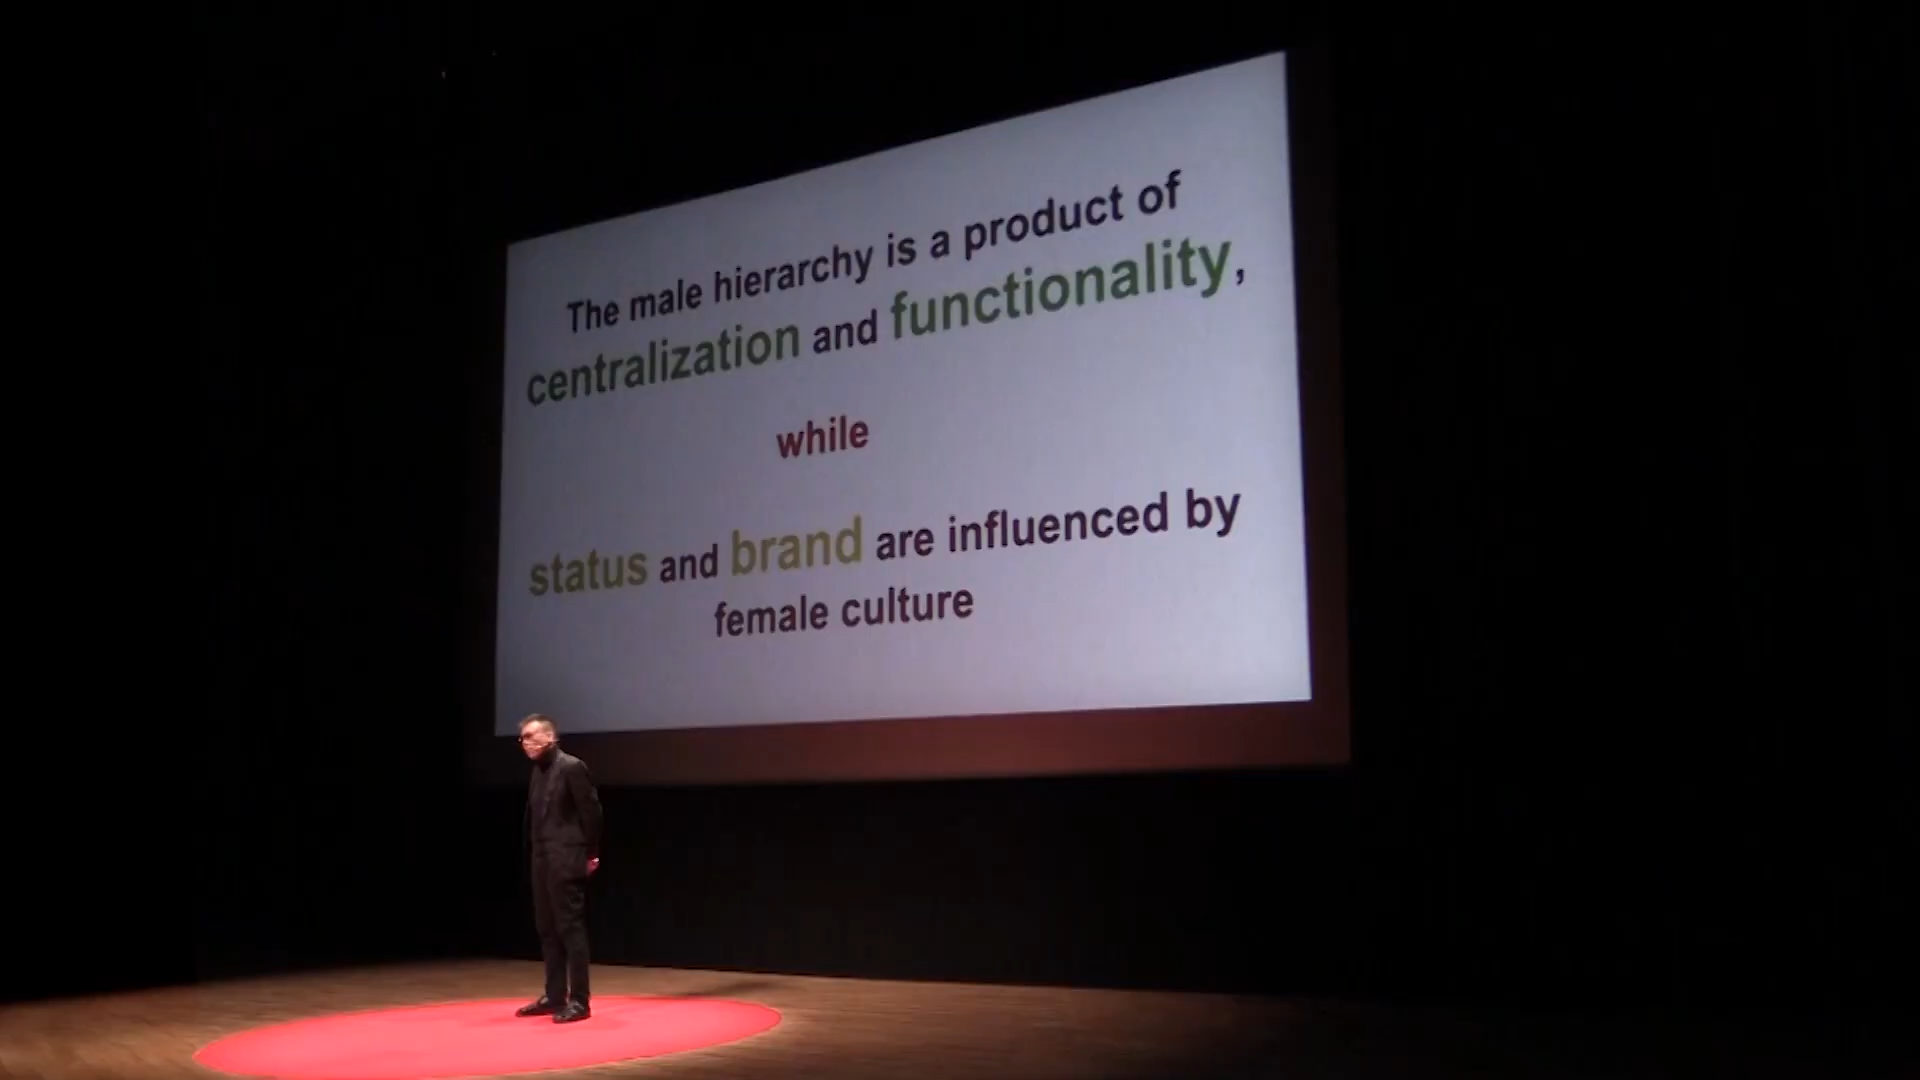 The male hierarchy is a product of
centralization and functionality,
while
status and brand are influenced by
female culture